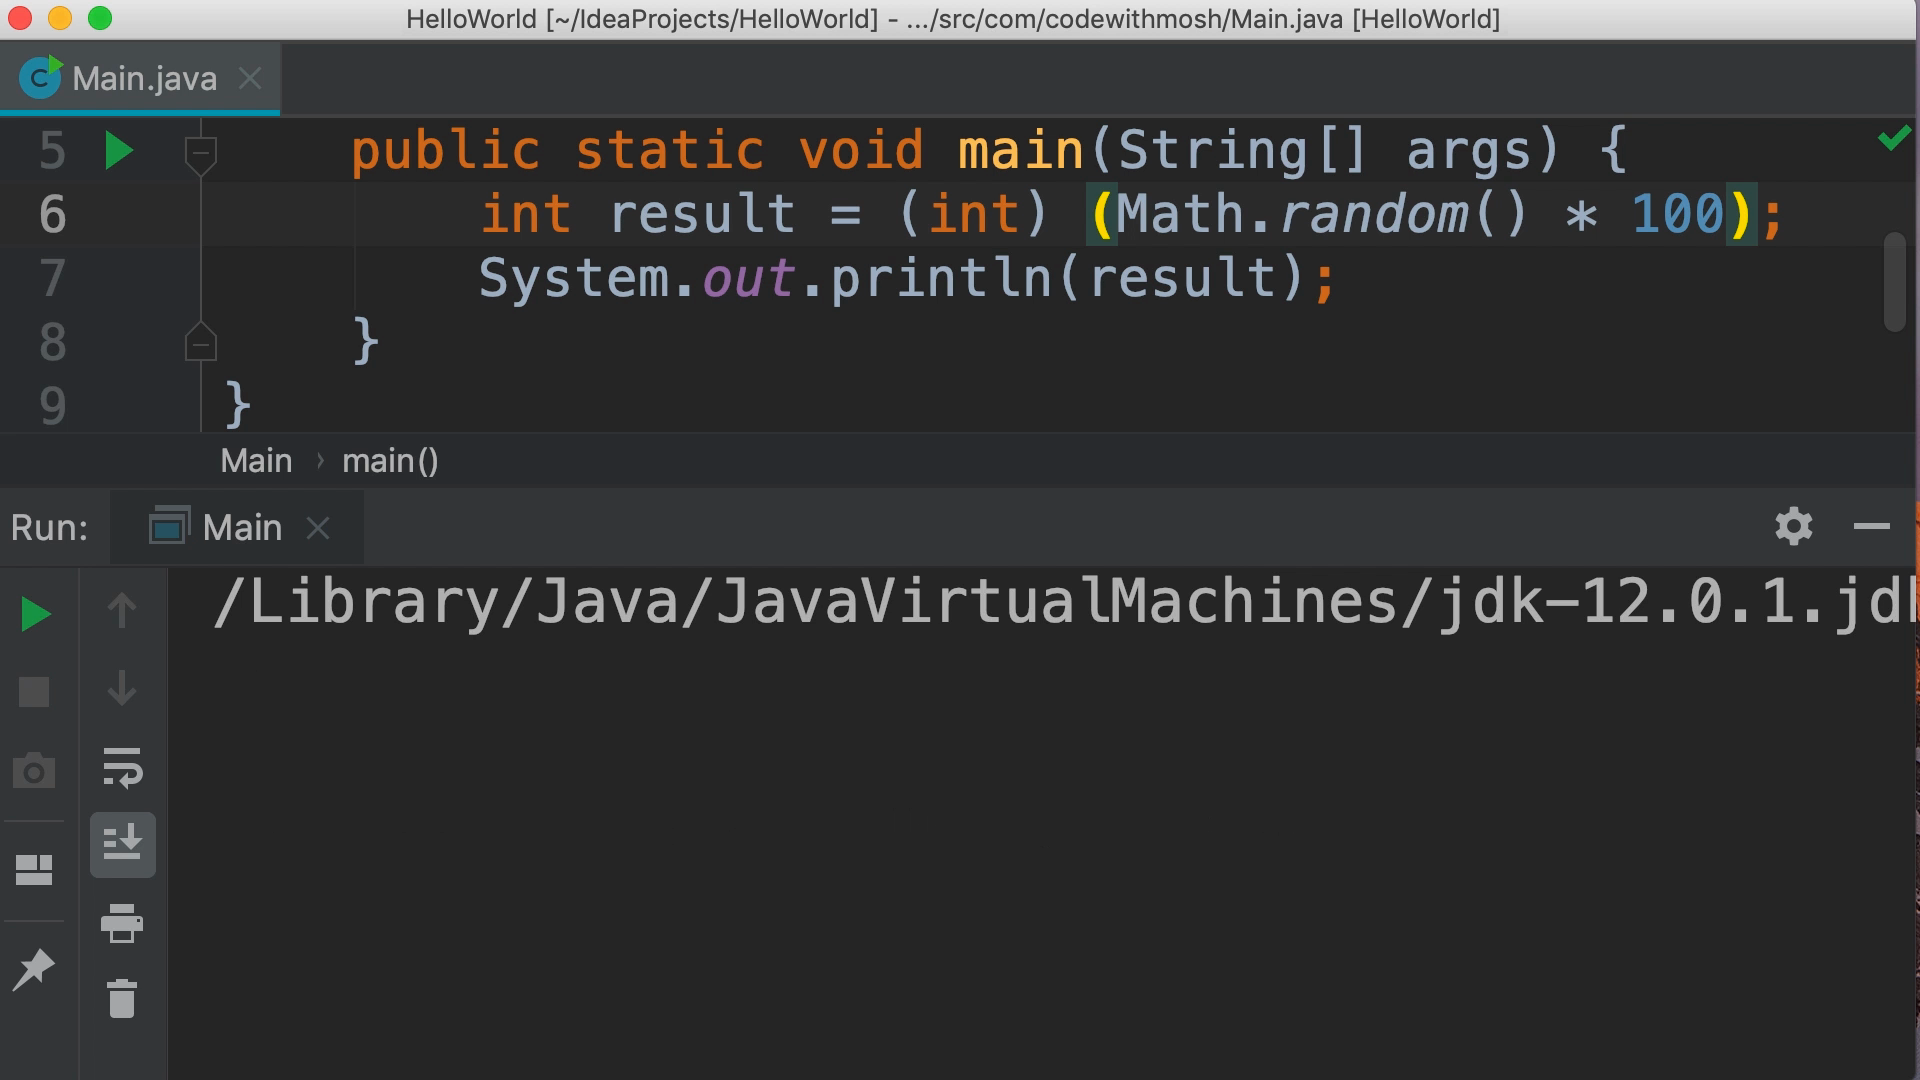 HelloWorld [~/IdeaProjects/HelloWorld] - .../src/com/codewithmosh/Main.java [HelloWorld]
Main.java
5 public static void main(String[] args) {
6 int result = (int) (Math.random() * 100);
7 System.out.println(result);
8 }
9 }
Main › main()
Run: Main
/Library/Java/JavaVirtualMachines/jdk-12.0.1.jd